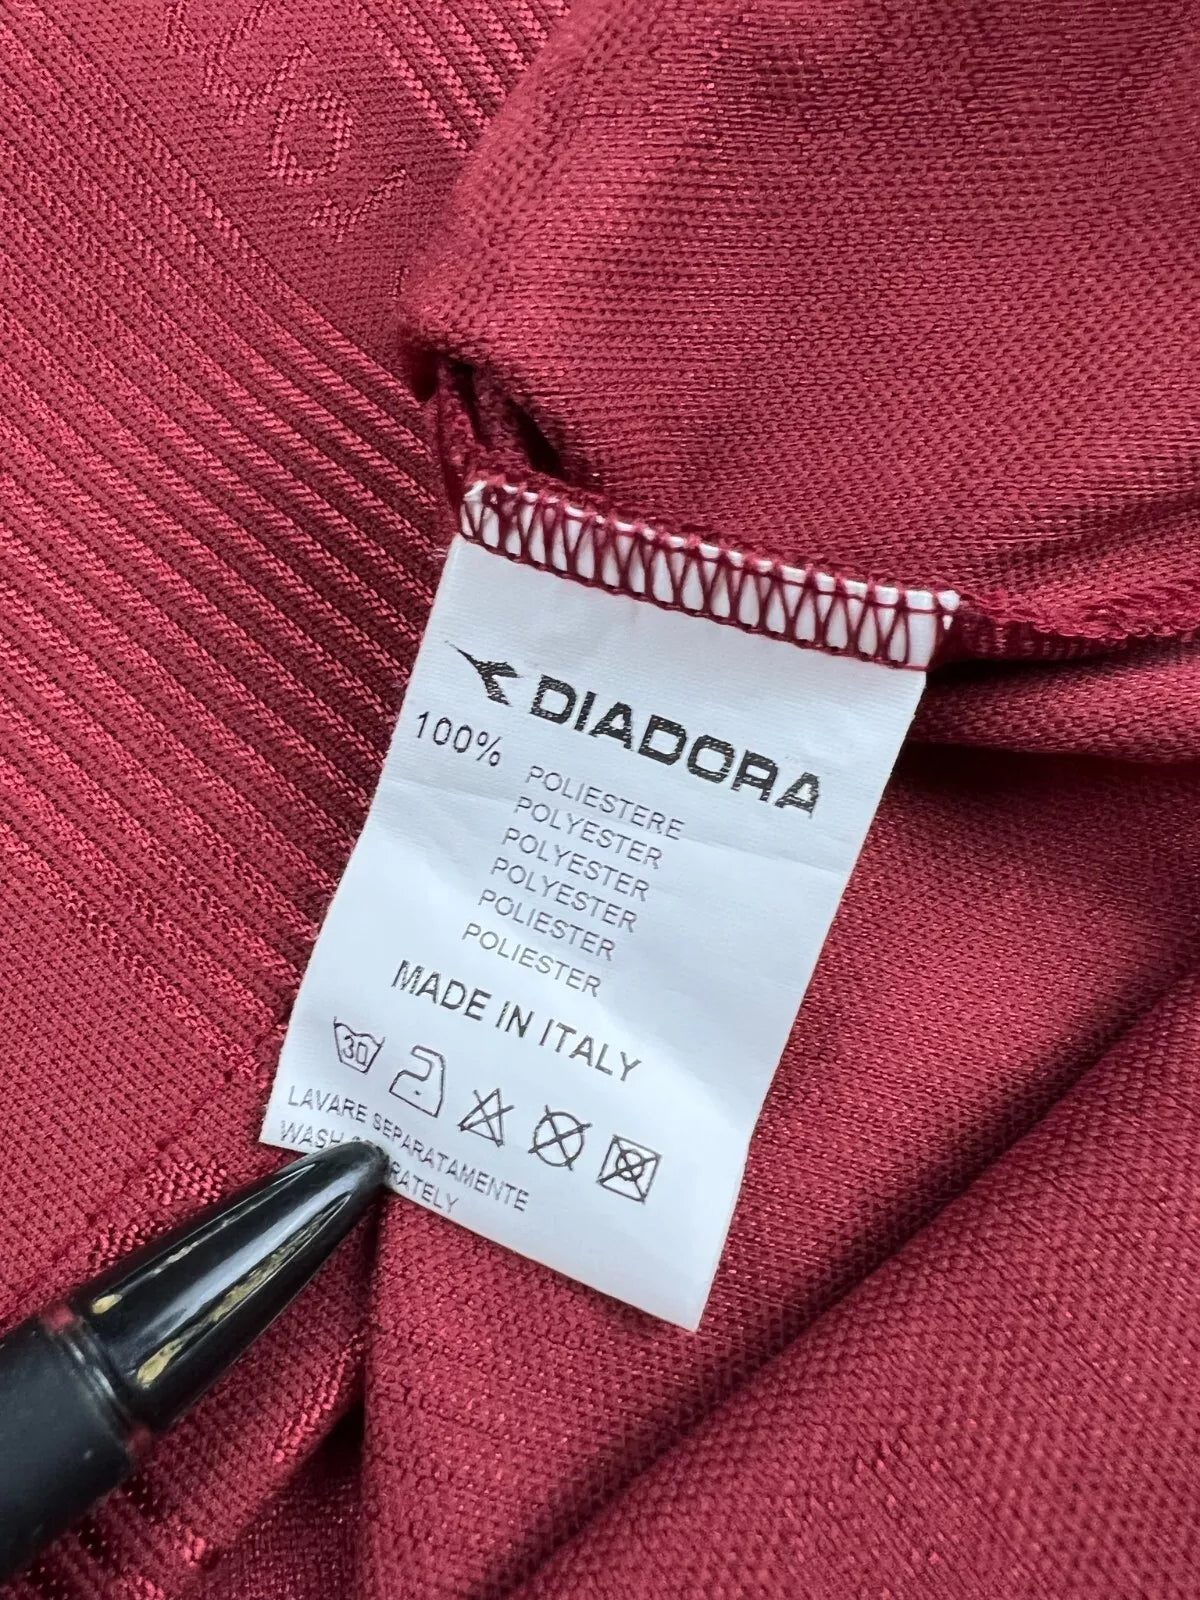 DIADORA
100% POLIESTERE
POLYESTER
POLYESTER
POLYESTER
POLIESTER
POLIESTER
MADE IN ITALY
30
LAVARE SEPARATAMENTE
WASH